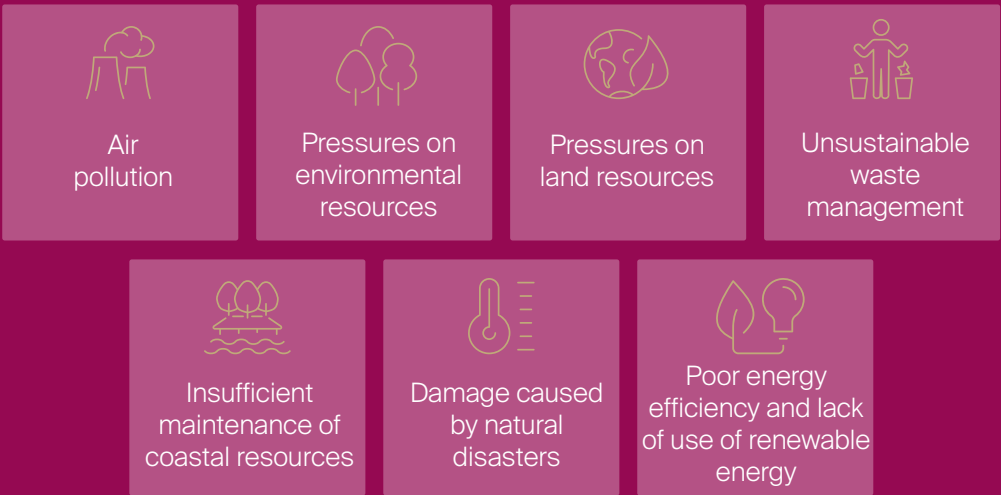 Air
pollution
Pressures on
environmental
resources
Pressures on
land resources
Unsustainable
waste
management
Insufficient
maintenance of
coastal resources
Damage caused
by natural
disasters
Poor energy
efficiency and lack
of use of renewable
energy